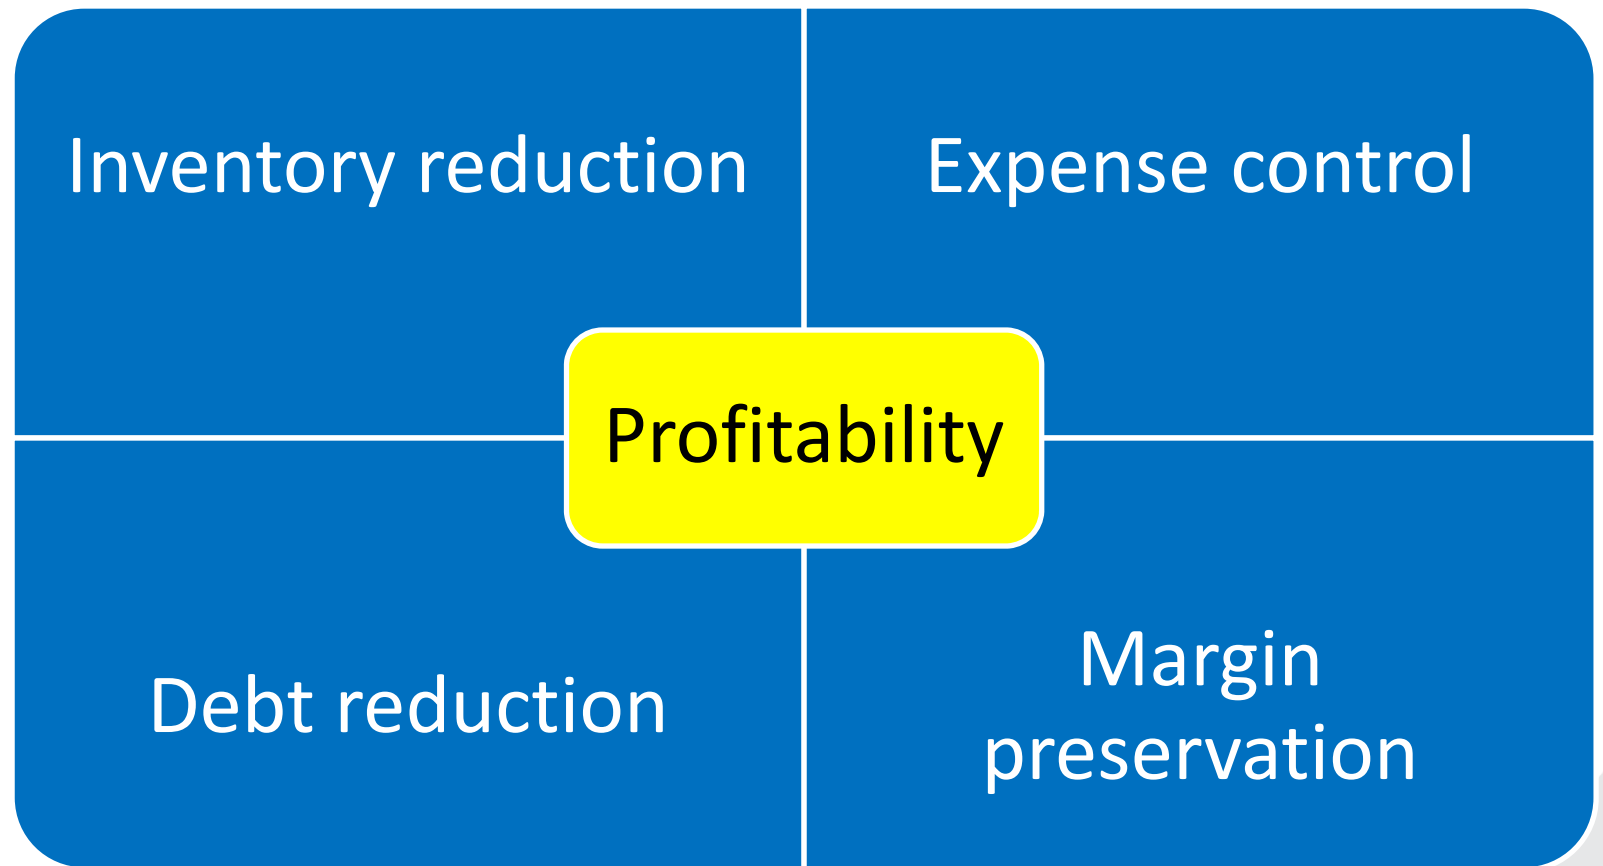 Inventory reduction
Expense control
Profitability
Debt reduction
Margin
preservation